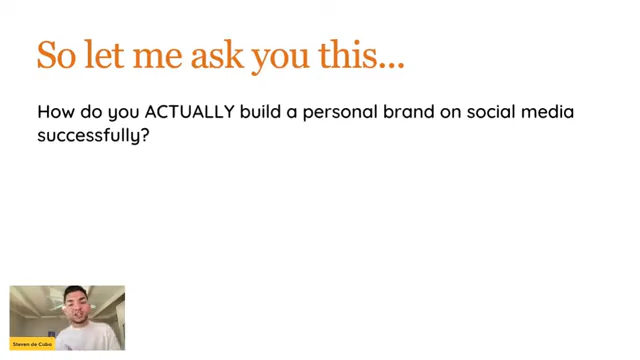 So let me ask you this...
How do you ACTUALLY build a personal brand on social media
successfully?
Steven de Cuba